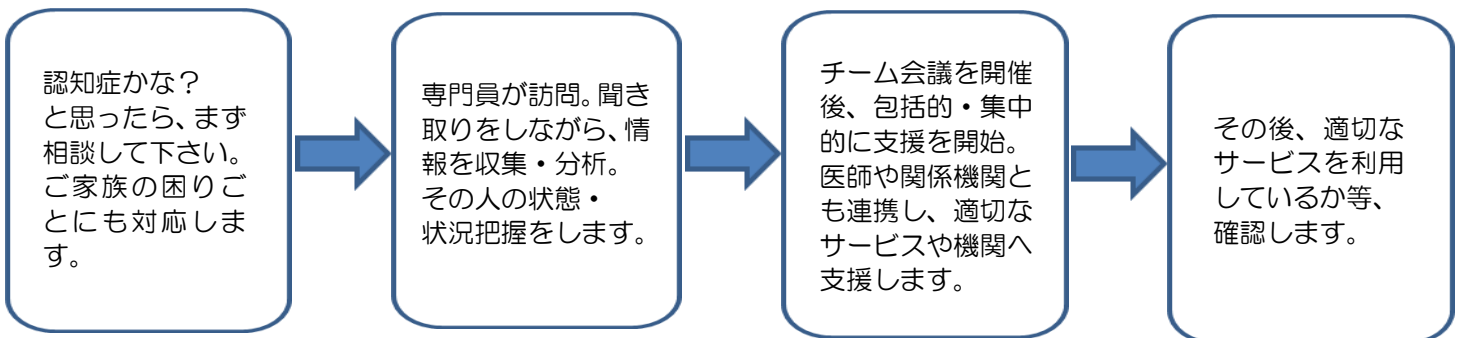 認知症かな？
と思ったら、まず
相談して下さい。
ご家族の困りご
とにも対応しま
す。
専門員が訪問。聞き
取りをしながら、情
報を収集・分析。
その人の状態・
状況把握をします。
チーム会議を開催
後、包括的・集中
的に支援を開始。
医師や関係機関と
も連携し、適切な
サービスや機関へ
支援します。
その後、適切な
サービスを利用
しているか等、
確認します。